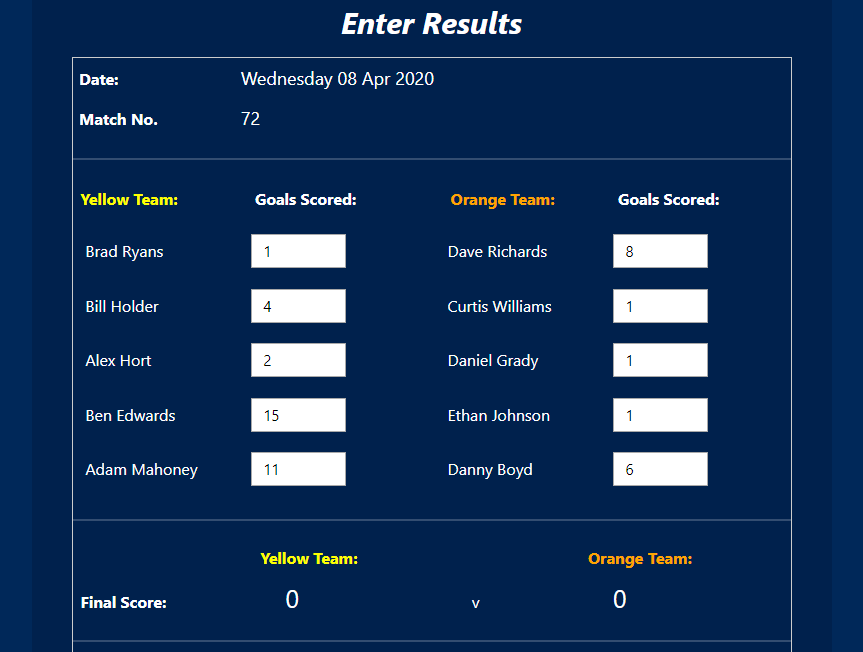 Enter Results
Date: Wednesday 08 Apr 2020
Match No. 72
Yellow Team: Goals Scored: Orange Team: Goals Scored:
Brad Ryans 1 Dave Richards 8
Bill Holder 4 Curtis Williams 1
Alex Hort 2 Daniel Grady 1
Ben Edwards 15 Ethan Johnson 1
Adam Mahoney 11 Danny Boyd 6
Yellow Team: Orange Team:
Final Score: 0 v 0